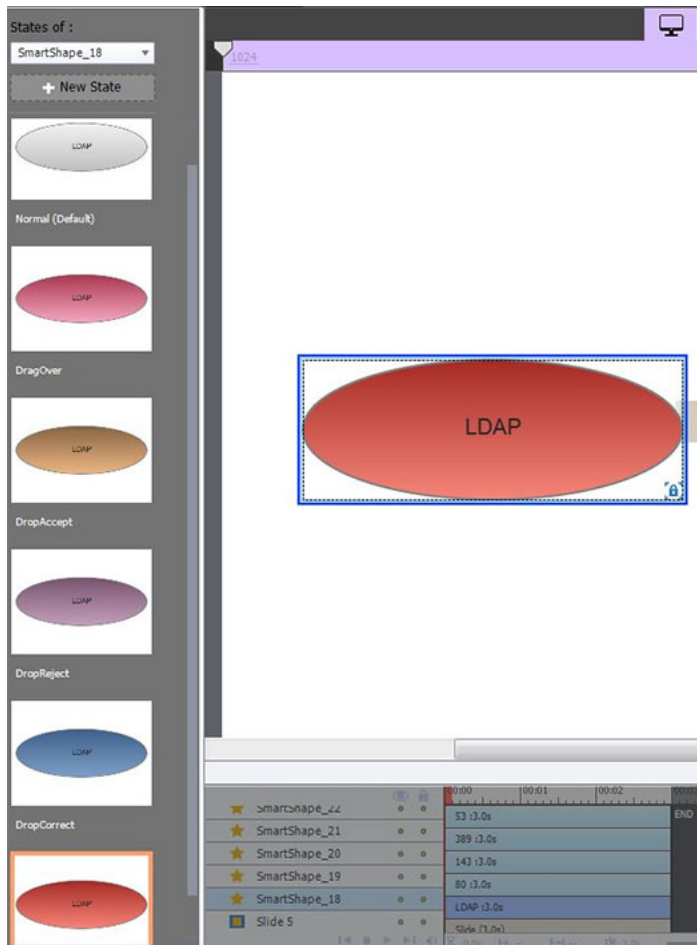 States of :
SmartShape_18
+ New State
LDAP
Normal (Default)
LDAP
DragOver
LDAP
DropAccept
LDAP
DropReject
LDAP
DropCorrect
LDAP
1024
LDAP
00:00 00:01 00:02
SmartShape_22 53 :3.0s END
SmartShape_21 389 :3.0s
SmartShape_20 143 :3.0s
SmartShape_19 80 :3.0s
SmartShape_18 LDAP :3.0s
Slide 5 Slide (3.0s)